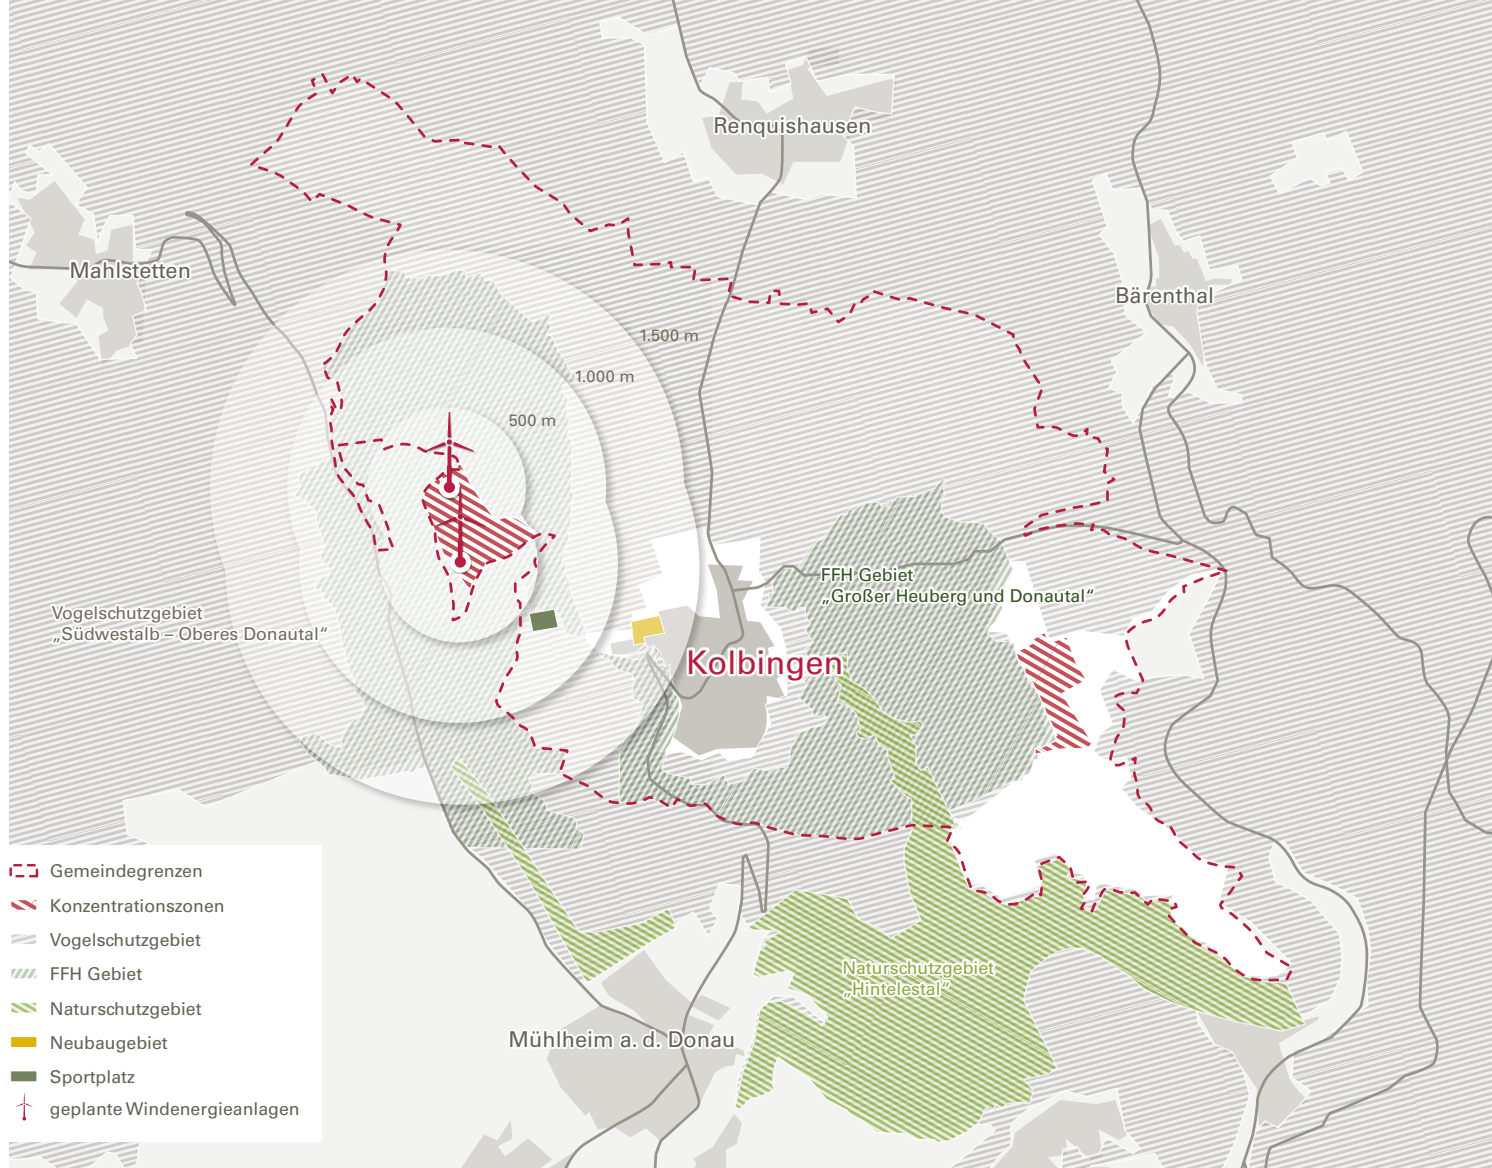 Renquishausen
Mahlstetten
Bärenthal
1.500 m
1.000 m
500 m
FFH Gebiet
„Großer Heuberg und Donautal“
Vogelschutzgebiet
„Südwestalb – Oberes Donautal“
Kolbingen
Naturschutzgebiet
„Hintelestal“
Mühlheim a. d. Donau
Gemeindegrenzen
Konzentrationszonen
Vogelschutzgebiet
FFH Gebiet
Naturschutzgebiet
Neubaugebiet
Sportplatz
geplante Windenergieanlagen